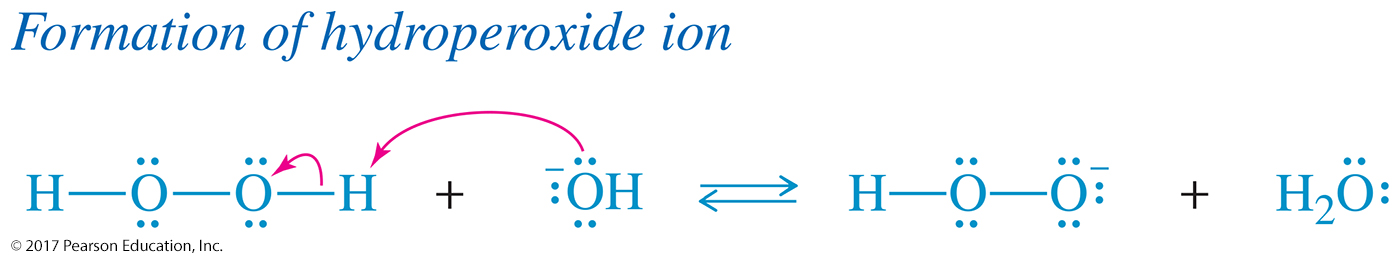 Formation of hydroperoxide ion
H—Ö—Ö—H + ⁻:ÖH ⇌ H—Ö—Ö:⁻ + H₂Ö:
© 2017 Pearson Education, Inc.